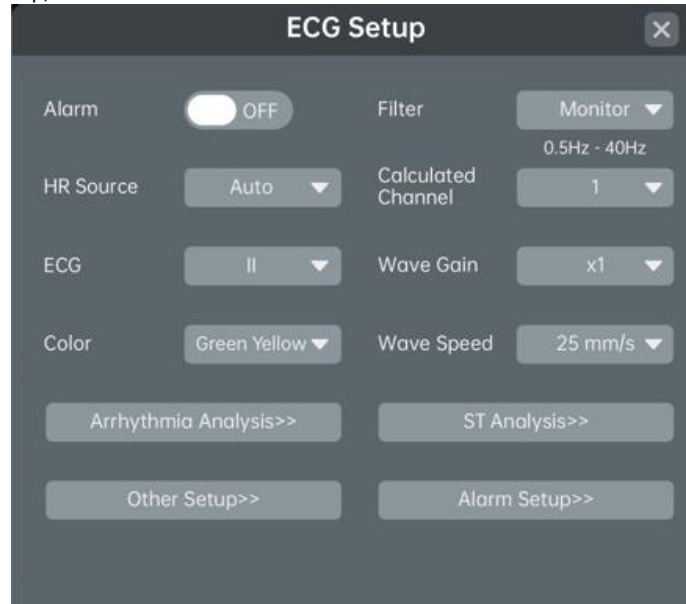 ECG Setup
Alarm OFF Filter Monitor
0.5Hz - 40Hz
HR Source Auto Calculated Channel 1
ECG II Wave Gain x1
Color Green Yellow Wave Speed 25 mm/s
Arrhythmia Analysis>> ST Analysis>>
Other Setup>> Alarm Setup>>